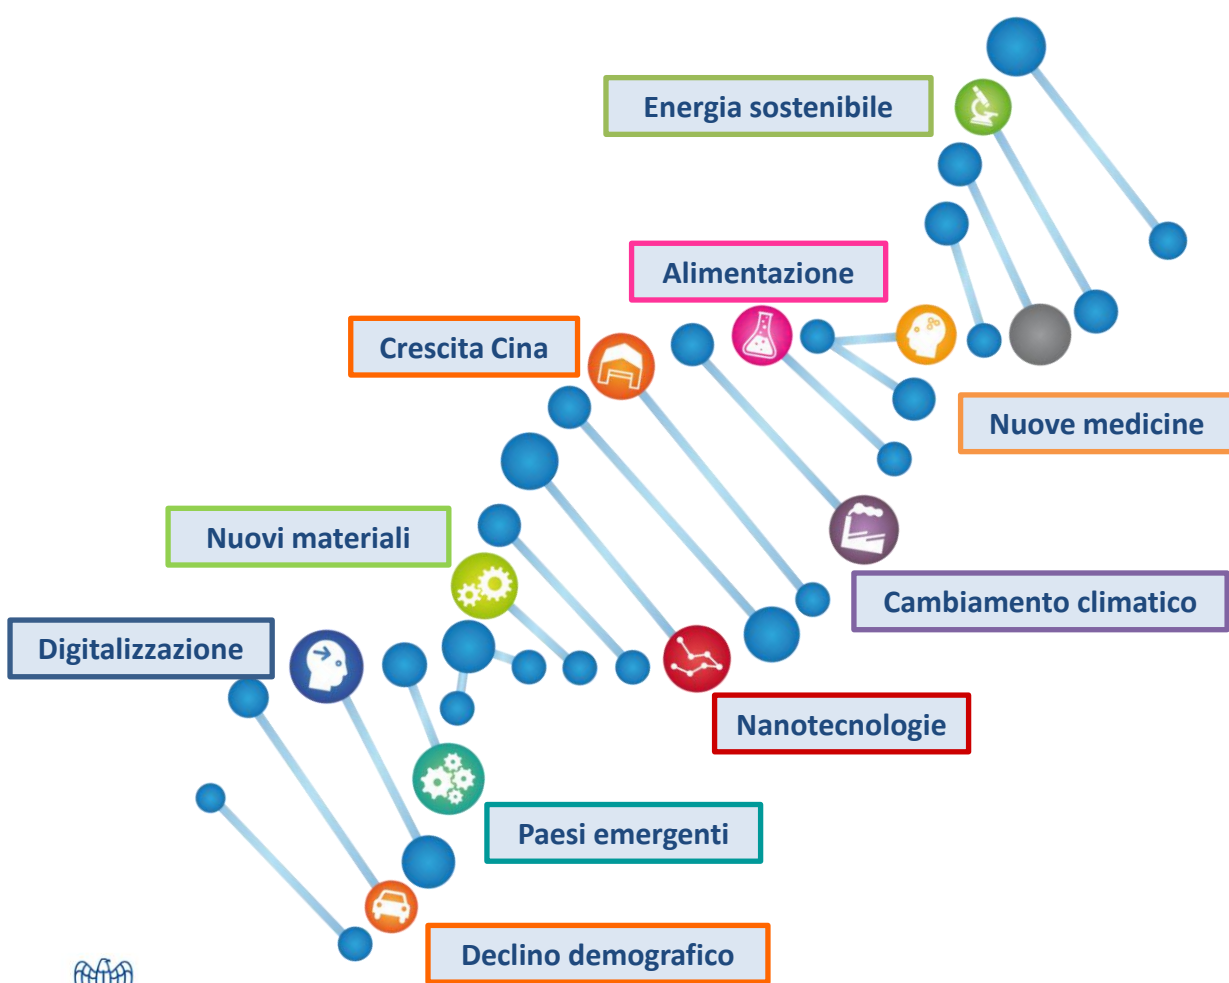 Energia sostenibile
Alimentazione
Crescita Cina
Nuove medicine
Nuovi materiali
Cambiamento climatico
Digitalizzazione
Nanotecnologie
Paesi emergenti
Declino demografico